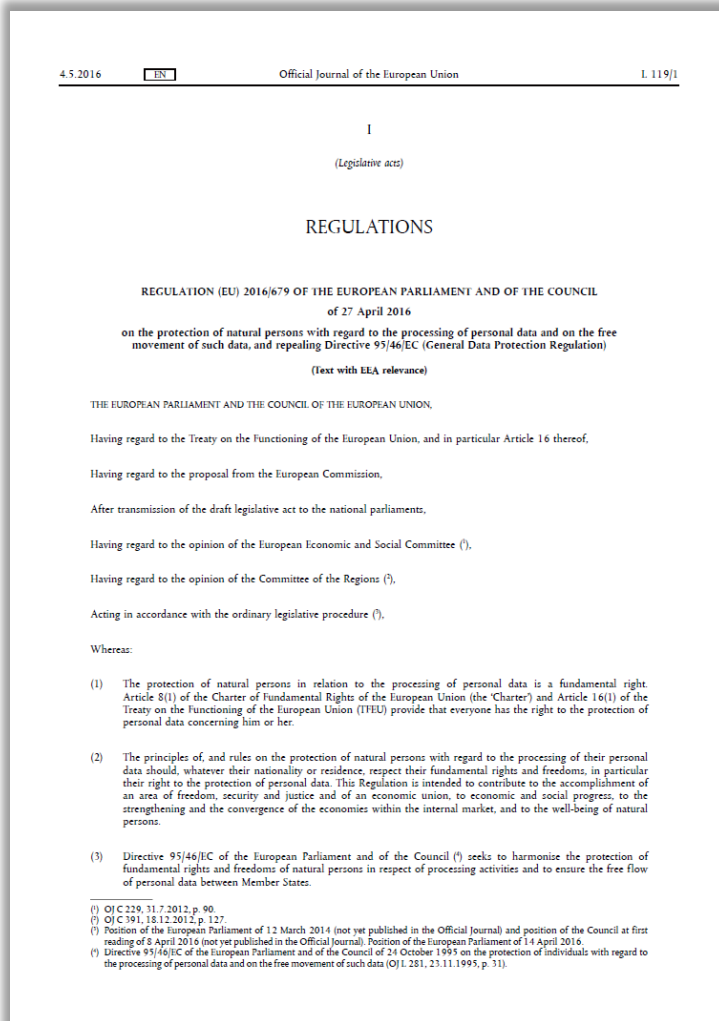 4.5.2016 EN Official Journal of the European Union L 119/1
I
(Legislative acts)
REGULATIONS
REGULATION (EU) 2016/679 OF THE EUROPEAN PARLIAMENT AND OF THE COUNCIL
of 27 April 2016
on the protection of natural persons with regard to the processing of personal data and on the free
movement of such data, and repealing Directive 95/46/EC (General Data Protection Regulation)
(Text with EEA relevance)
THE EUROPEAN PARLIAMENT AND THE COUNCIL OF THE EUROPEAN UNION,
Having regard to the Treaty on the Functioning of the European Union, and in particular Article 16 thereof,
Having regard to the proposal from the European Commission,
After transmission of the draft legislative act to the national parliaments,
Having regard to the opinion of the European Economic and Social Committee (¹),
Having regard to the opinion of the Committee of the Regions (²),
Acting in accordance with the ordinary legislative procedure (³),
Whereas:
(1) The protection of natural persons in relation to the processing of personal data is a fundamental right.
Article 8(1) of the Charter of Fundamental Rights of the European Union (the ‘Charter’) and Article 16(1) of the
Treaty on the Functioning of the European Union (TFEU) provide that everyone has the right to the protection of
personal data concerning him or her.
(2) The principles of, and rules on the protection of natural persons with regard to the processing of their personal
data should, whatever their nationality or residence, respect their fundamental rights and freedoms, in particular
their right to the protection of personal data. This Regulation is intended to contribute to the accomplishment of
an area of freedom, security and justice and of an economic union, to economic and social progress, to the
strengthening and the convergence of the economies within the internal market, and to the well-being of natural
persons.
(3) Directive 95/46/EC of the European Parliament and of the Council (⁴) seeks to harmonise the protection of
fundamental rights and freedoms of natural persons in respect of processing activities and to ensure the free flow
of personal data between Member States.
(¹) OJ C 229, 31.7.2012, p. 90.
(²) OJ C 391, 18.12.2012, p. 127.
(³) Position of the European Parliament of 12 March 2014 (not yet published in the Official Journal) and position of the Council at first
reading of 8 April 2016 (not yet published in the Official Journal). Position of the European Parliament of 14 April 2016.
(⁴) Directive 95/46/EC of the European Parliament and of the Council of 24 October 1995 on the protection of individuals with regard to
the processing of personal data and on the free movement of such data (OJ L 281, 23.11.1995, p. 31).